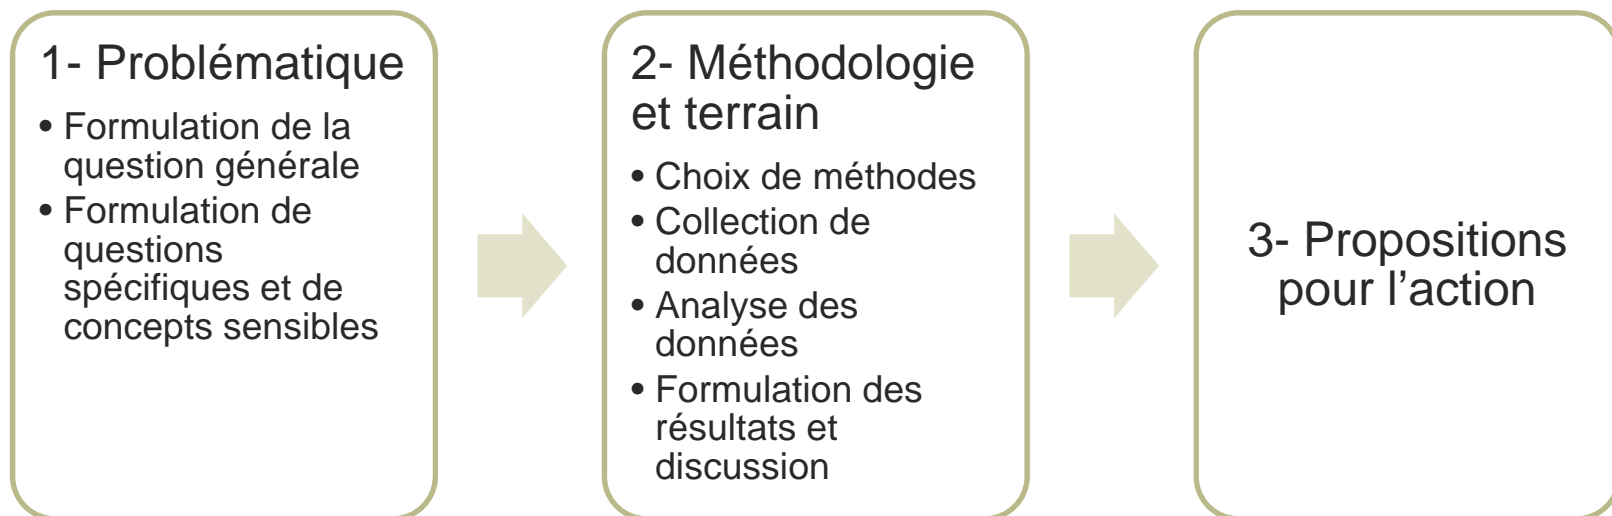 1- Problématique
• Formulation de la
question générale
• Formulation de
questions
spécifiques et de
concepts sensibles
2- Méthodologie
et terrain
• Choix de méthodes
• Collection de
données
• Analyse des
données
• Formulation des
résultats et
discussion
3- Propositions
pour l’action